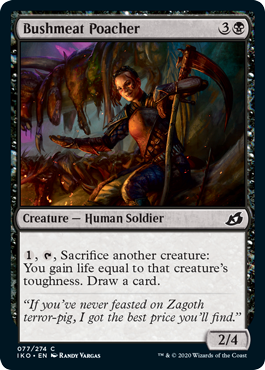 Bushmeat Poacher 3
Creature — Human Soldier
1, T, Sacrifice another creature:
You gain life equal to that creature's
toughness. Draw a card.
"If you've never feasted on Zagoth
terror-pig, I got the best price you'll find."
2/4
077/274 C
IKO • EN RANDY VARGAS
™ & © 2020 Wizards of the Coast